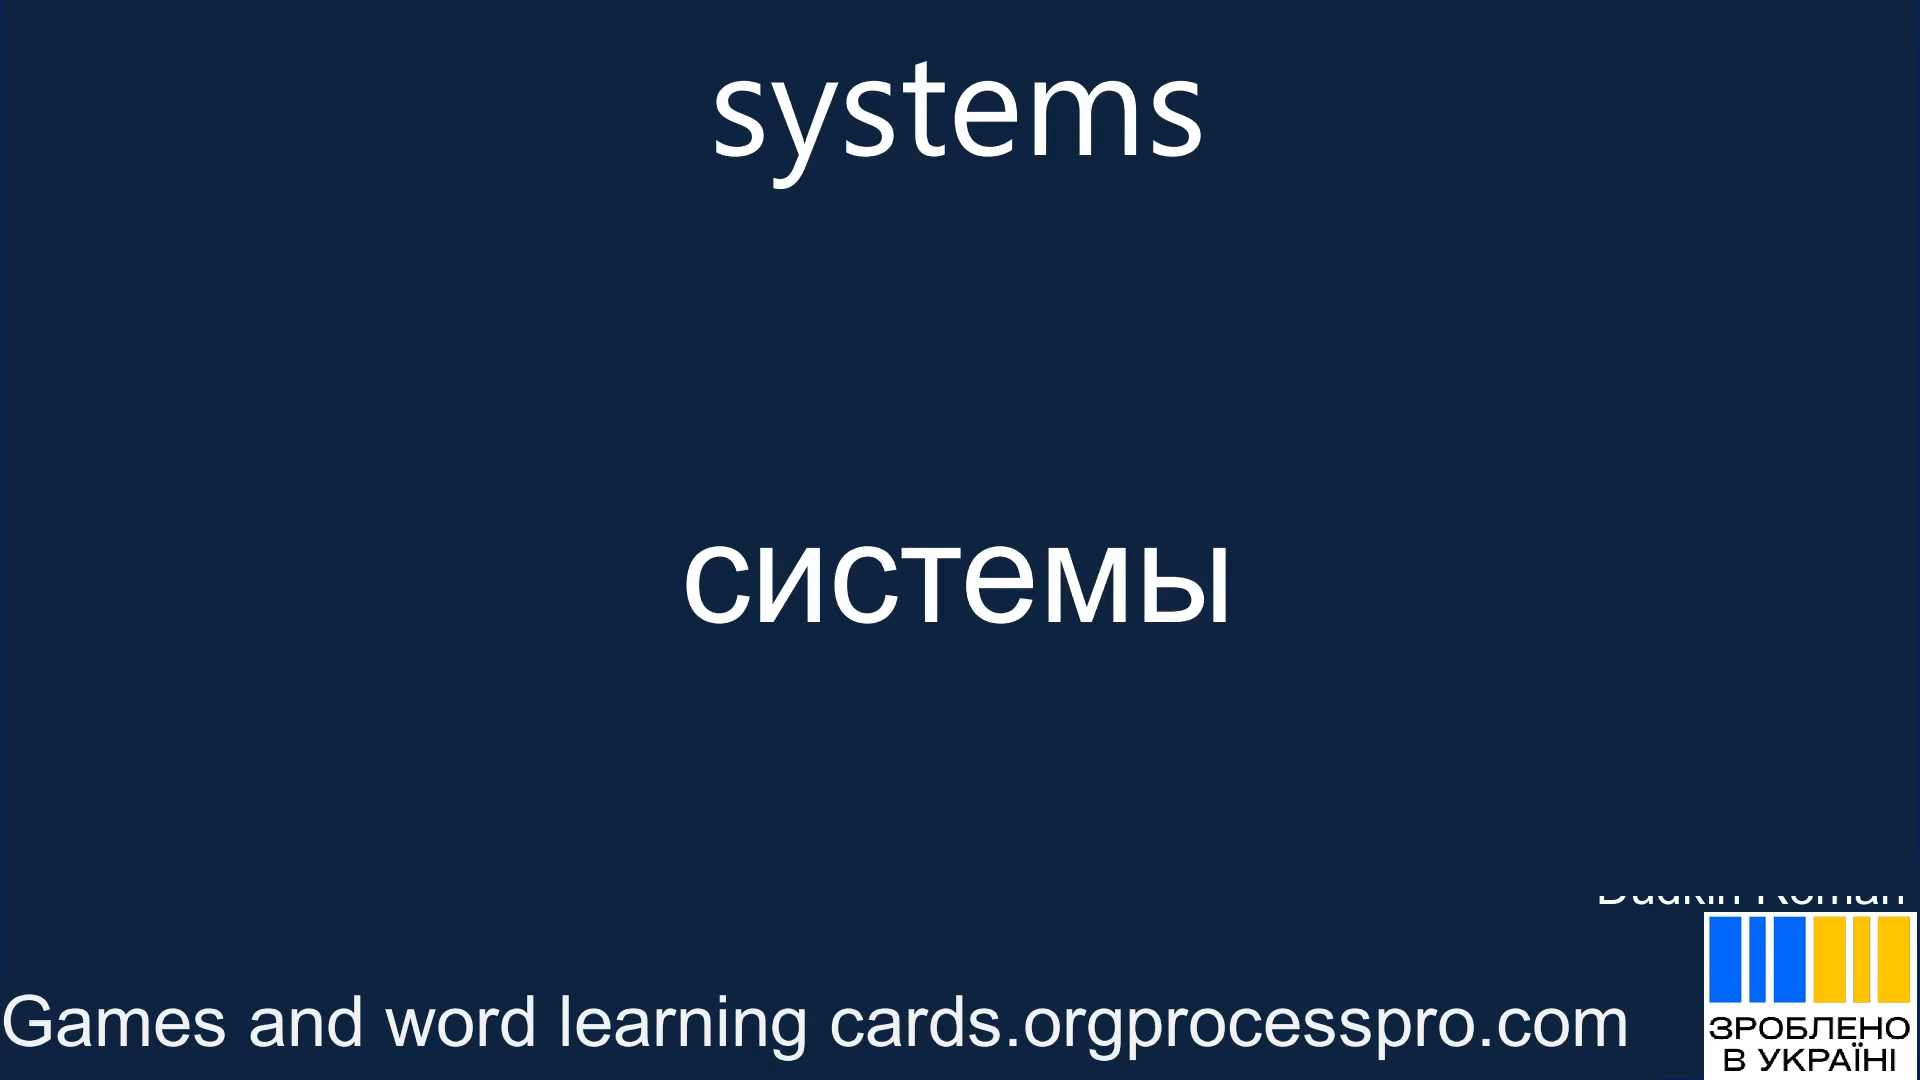 systems
системы
Games and word learning cards.orgprocesspro.com
ЗРОБЛЕНО
В УКРАЇНІ